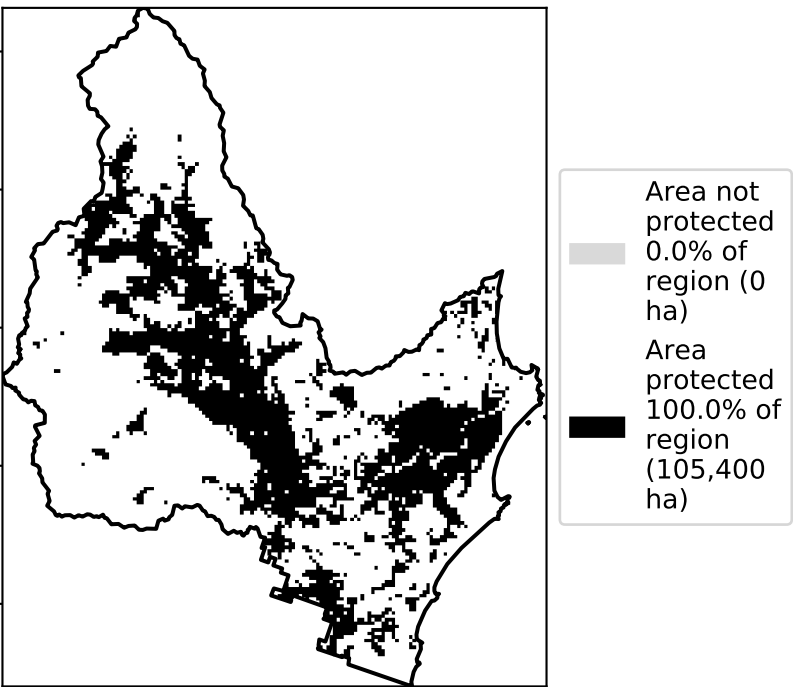 Area not
protected
0.0% of
region (0
ha)
Area
protected
100.0% of
region
(105,400
ha)